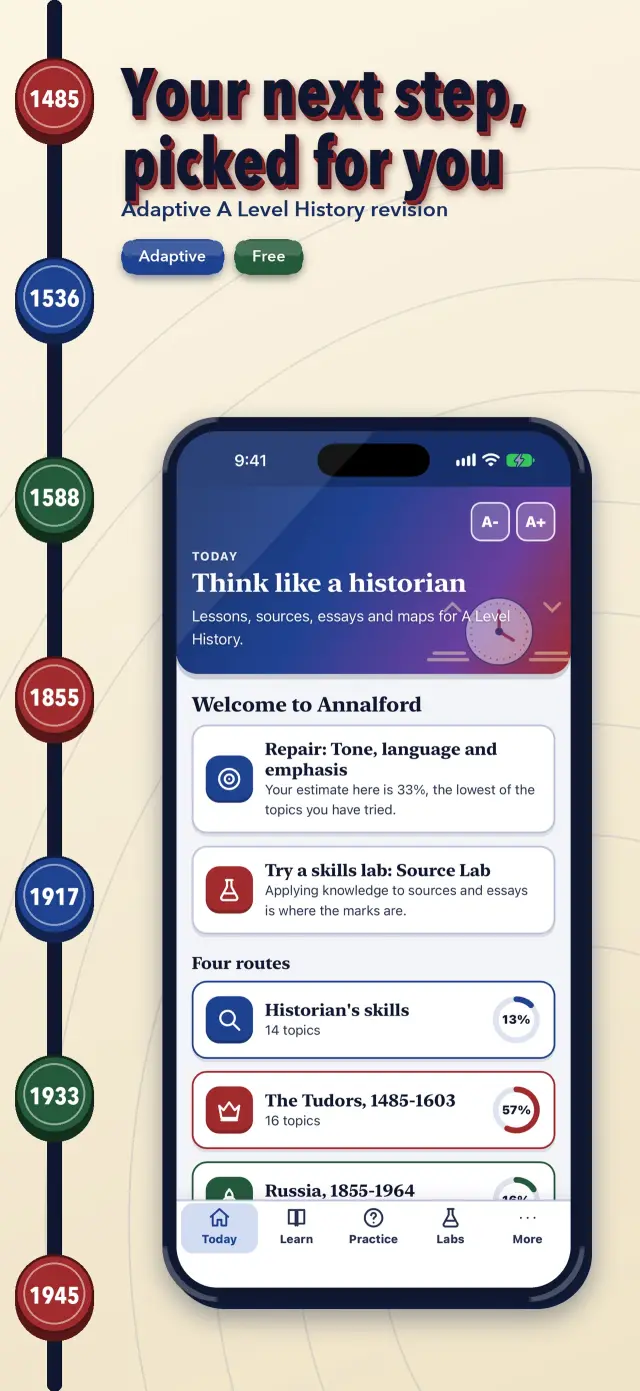 1485
Your next step,
picked for you
Adaptive A Level History revision
Adaptive
Free
1536
1588
1855
1917
1933
1945
9:41
A-
A+
TODAY
Think like a historian
Lessons, sources, essays and maps for A Level
History.
Welcome to Annalford
Repair: Tone, language and
emphasis
Your estimate here is 33%, the lowest of the
topics you have tried.
Try a skills lab: Source Lab
Applying knowledge to sources and essays
is where the marks are.
Four routes
Historian's skills
14 topics
13%
The Tudors, 1485-1603
16 topics
57%
Russia, 1855-1964
16%
Today
Learn
Practice
Labs
More